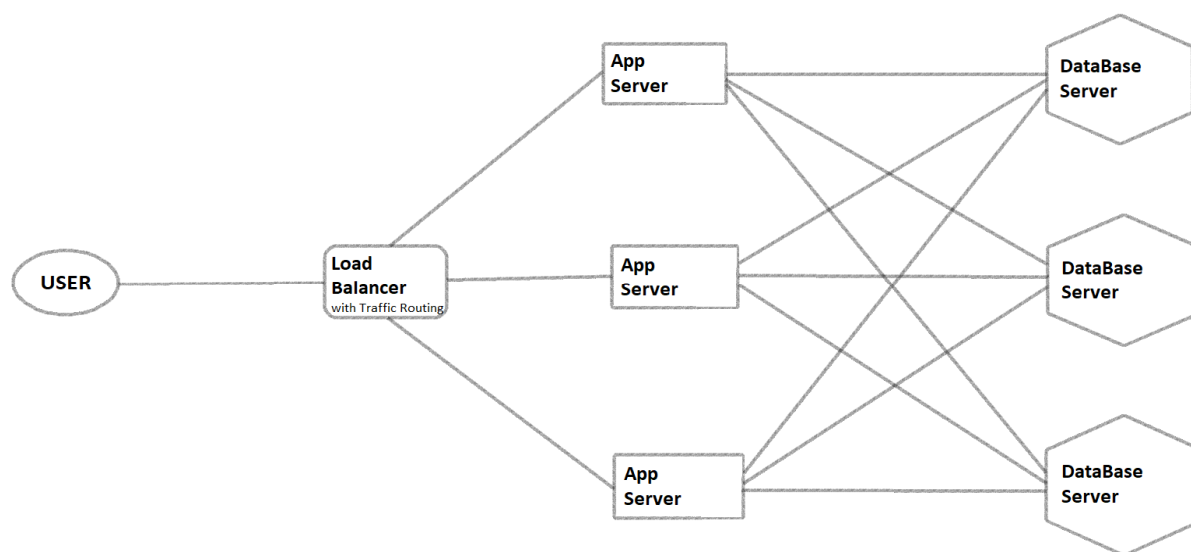 USER
Load
Balancer
with Traffic Routing
App
Server
App
Server
App
Server
DataBase
Server
DataBase
Server
DataBase
Server